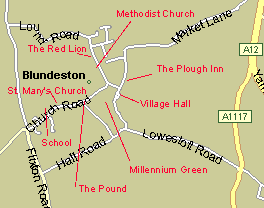 Methodist Church
Market Lane
Lound Road
The Red Lion
A12
Blundeston
The Plough Inn
St. Mary's Church
Village Hall
Church Road
A1117
School
Lowestoft Road
Hall Road
Millennium Green
Flixton Road
The Pound